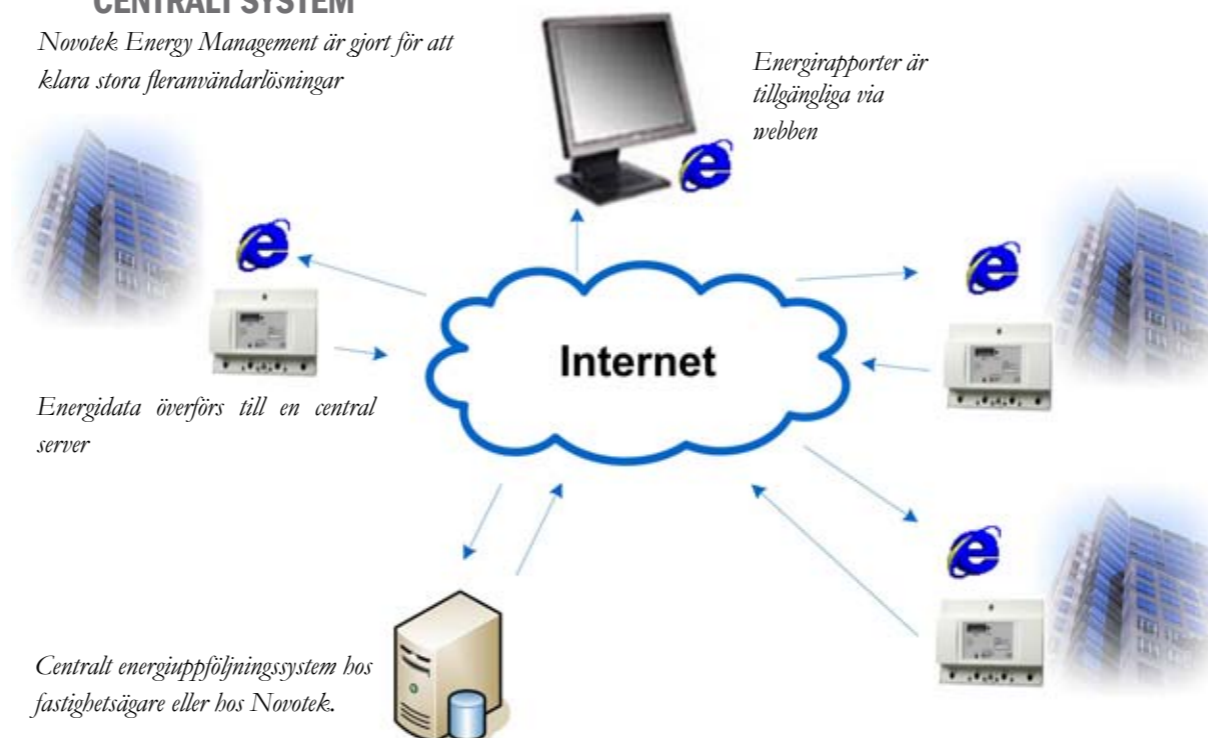 CENTRALT SYSTEM
Novotek Energy Management är gjort för att
klara stora fleranvändarlösningar
Energirapporter är
tillgängliga via
webben
Internet
Energidata överförs till en central
server
Centralt energiuppföljningssystem hos
fastighetsägare eller hos Novotek.